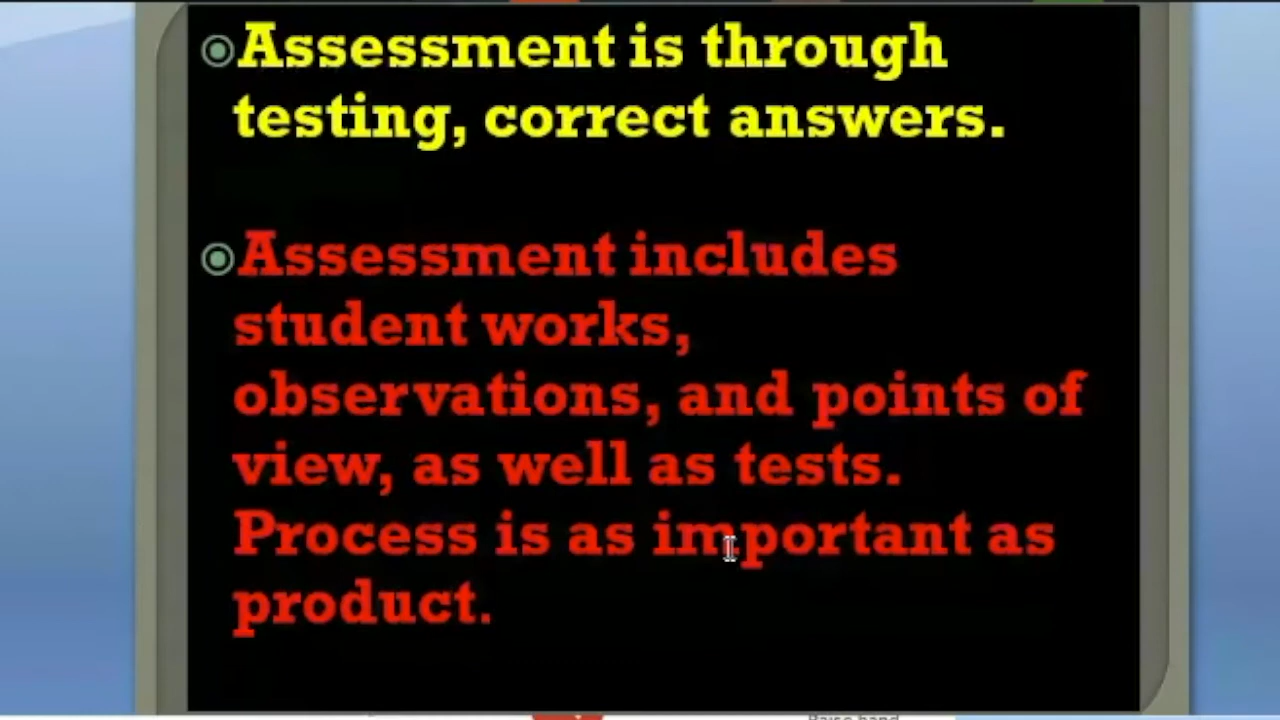 Assessment is through
testing, correct answers.
Assessment includes
student works,
observations, and points of
view, as well as tests.
Process is as important as
product.